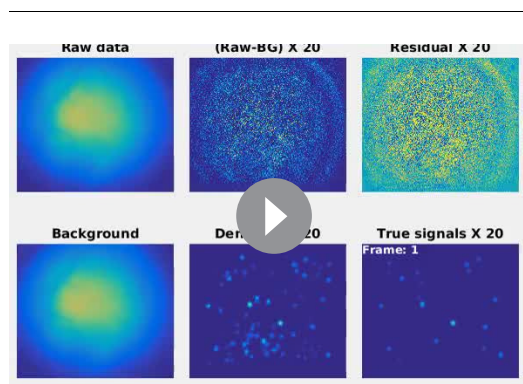 Raw data
(Raw-BG) X 20
Residual X 20
Background
20
True signals X 20
Frame: 1